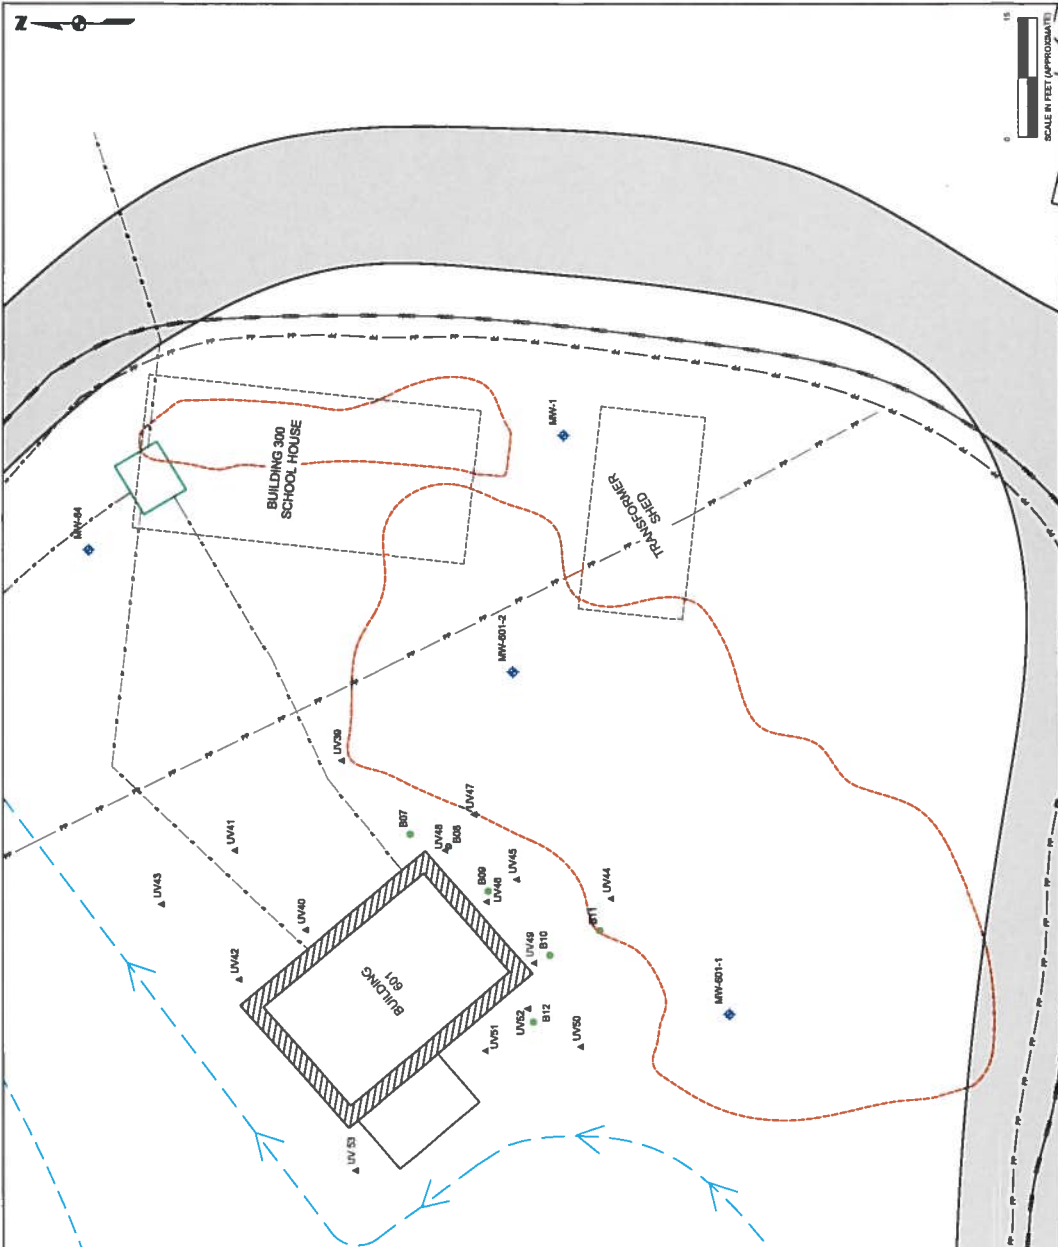 N
15
0
SCALE IN FEET (APPROXIMATE)
MW-84
BUILDING 300
SCHOOL HOUSE
MW-1
TRANSFORMER
SHED
MW-601-2
UV39
UV47
B07
UV48
B08
UV41
UV43
B09
UV46
UV45
UV44
UV40
UV42
B11
UV49
B10
BUILDING
601
UV52
B12
UV51
UV50
MW-601-1
UV 53